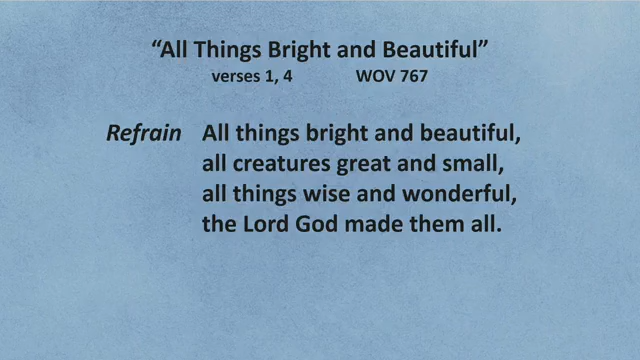 “All Things Bright and Beautiful”
verses 1, 4 WOV 767
Refrain All things bright and beautiful,
all creatures great and small,
all things wise and wonderful,
the Lord God made them all.